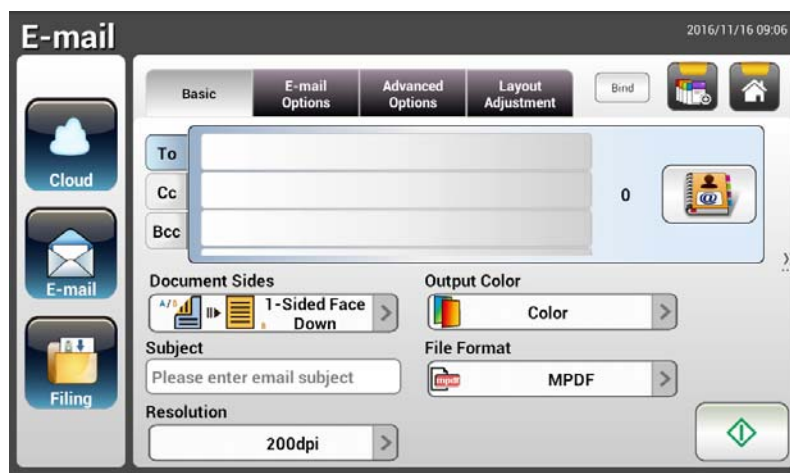 E-mail
2016/11/16 09:06
Basic
E-mail
Options
Advanced
Options
Layout
Adjustment
Bind
Cloud
E-mail
Filing
To
Cc
Bcc
0
Document Sides
1-Sided Face
Down
Output Color
Color
Subject
Please enter email subject
File Format
mpdf
MPDF
Resolution
200dpi